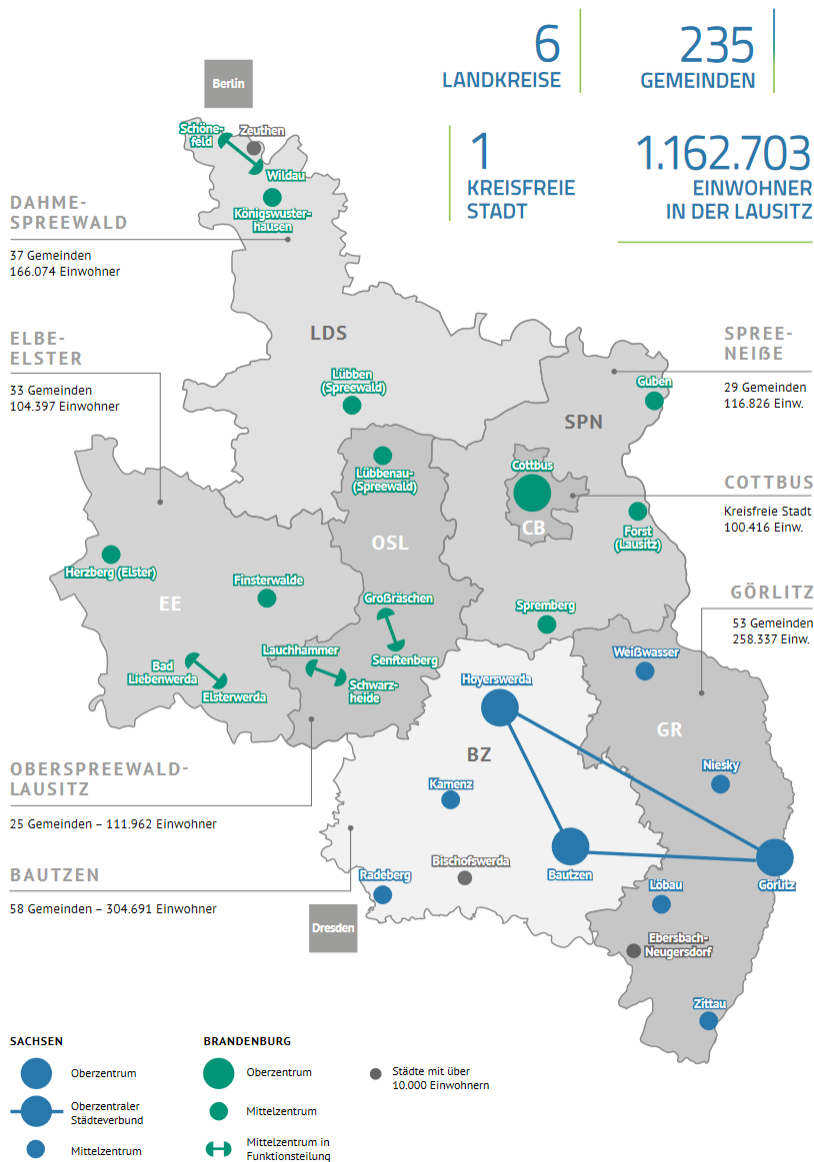 6
LANDKREISE
235
GEMEINDEN
1
KREISFREIE
STADT
1.162.703
EINWOHNER
IN DER LAUSITZ
Berlin
Schöne-
feld
Zeuthen
Wildau
Königswuster-
hausen
DAHME-
SPREEWALD
37 Gemeinden
166.074 Einwohner
LDS
ELBE-
ELSTER
33 Gemeinden
104.397 Einwohner
SPREE-
NEIẞE
29 Gemeinden
116.826 Einw.
Lübben
(Spreewald)
Guben
SPN
Lübbenau-
(Spreewald)
Cottbus
CB
COTTBUS
Kreisfreie Stadt
100.416 Einw.
Forst
(Lausitz)
OSL
Herzberg (Elster)
Finsterwalde
EE
Großräschen
Spremberg
GÖRLITZ
53 Gemeinden
258.337 Einw.
Lauchhammer
Senftenberg
Bad
Liebenwerda
Elsterwerda
Schwarz-
heide
Weißwasser
Hoyerswerda
GR
BZ
Niesky
OBERSPREEWALD-
LAUSITZ
25 Gemeinden – 111.962 Einwohner
Kamenz
BAUTZEN
58 Gemeinden – 304.691 Einwohner
Radeberg
Bischofswerda
Bautzen
Görlitz
Löbau
Dresden
Ebersbach-
Neugersdorf
Zittau
SACHSEN
Oberzentrum
Oberzentraler
Städteverbund
Mittelzentrum
BRANDENBURG
Oberzentrum
Mittelzentrum
Mittelzentrum in
Funktionsteilung
Städte mit über
10.000 Einwohnern